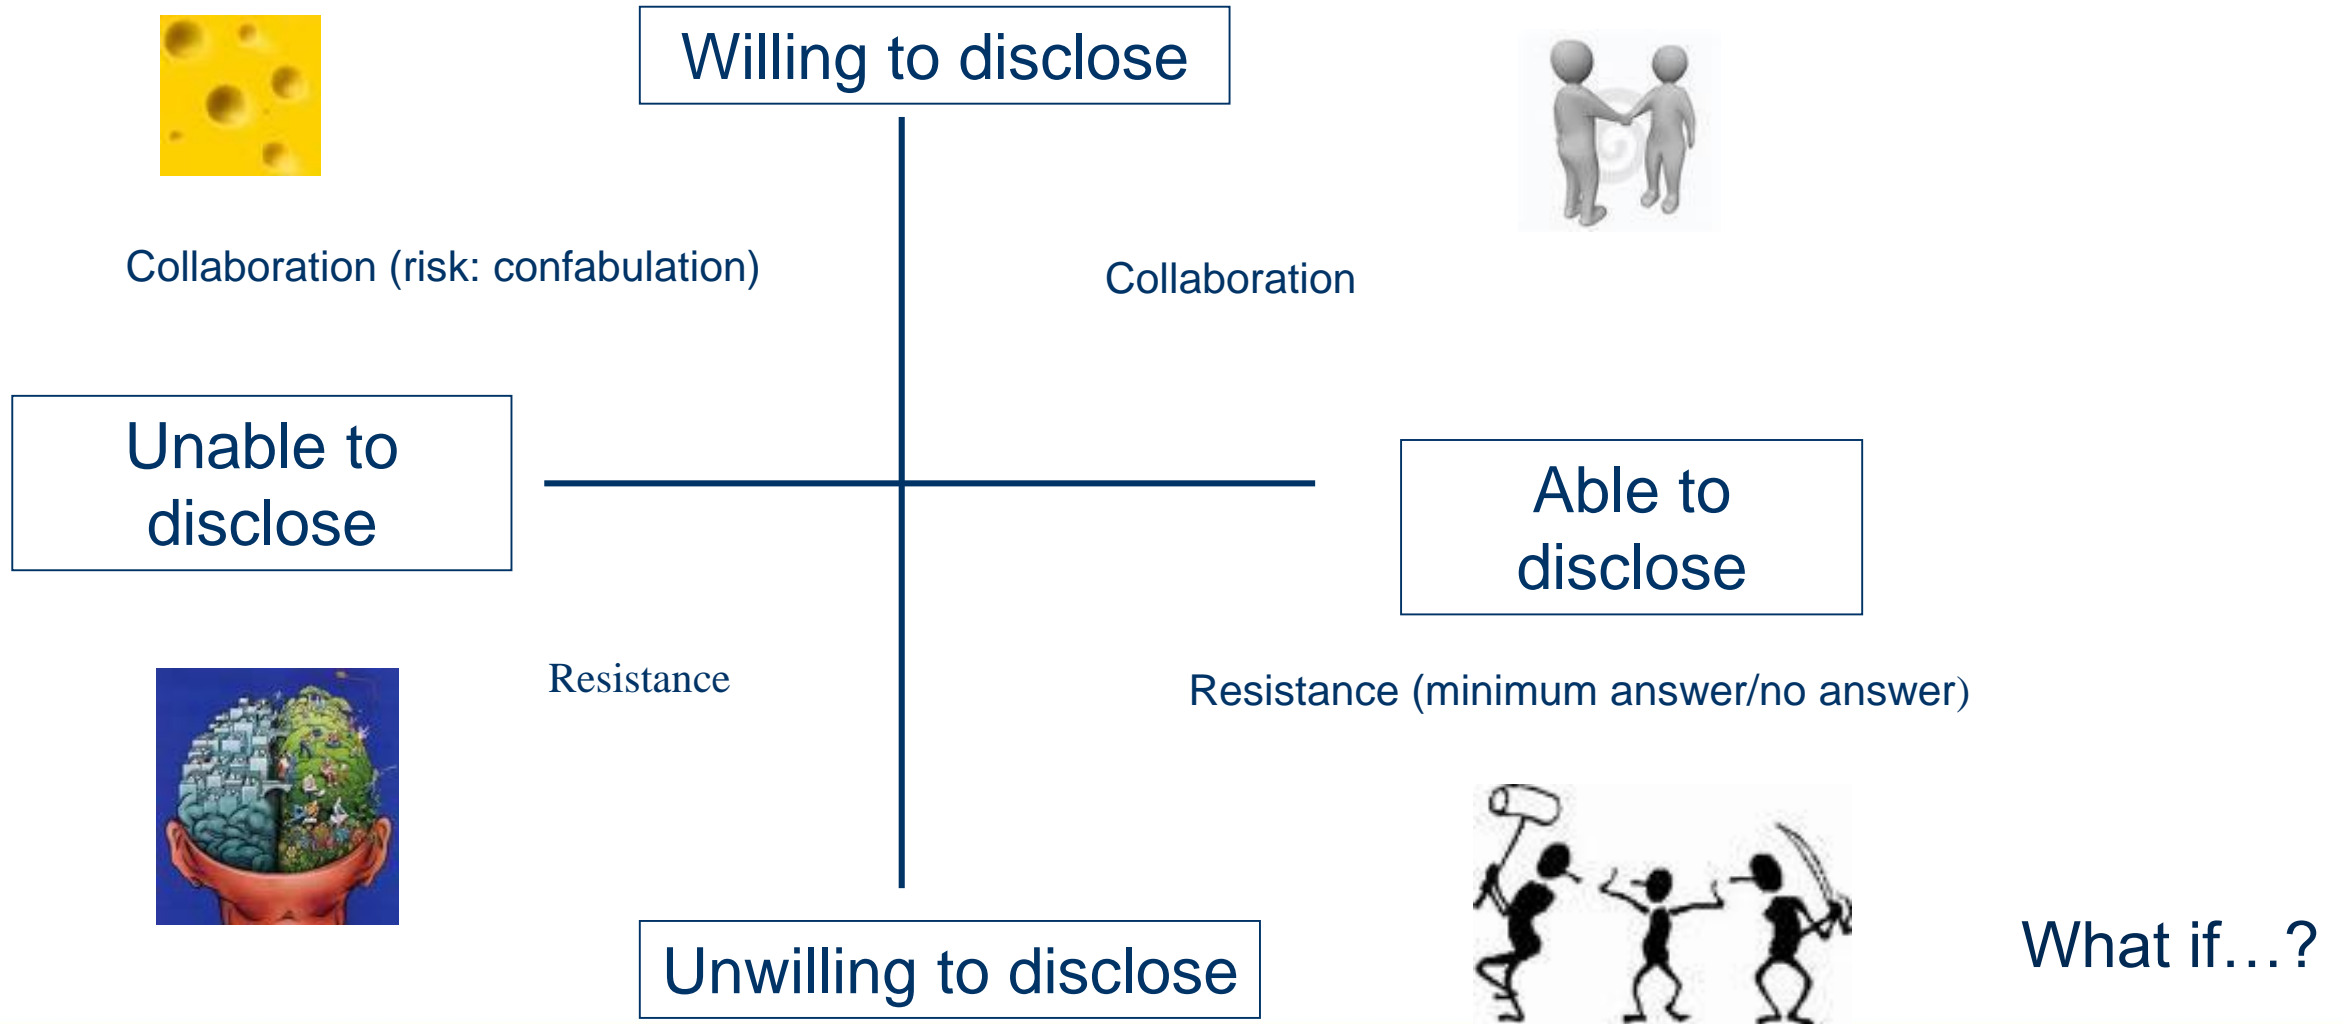 Willing to disclose
Collaboration (risk: confabulation)
Collaboration
Unable to
disclose
Able to
disclose
Resistance
Resistance (minimum answer/no answer)
What if…?
Unwilling to disclose